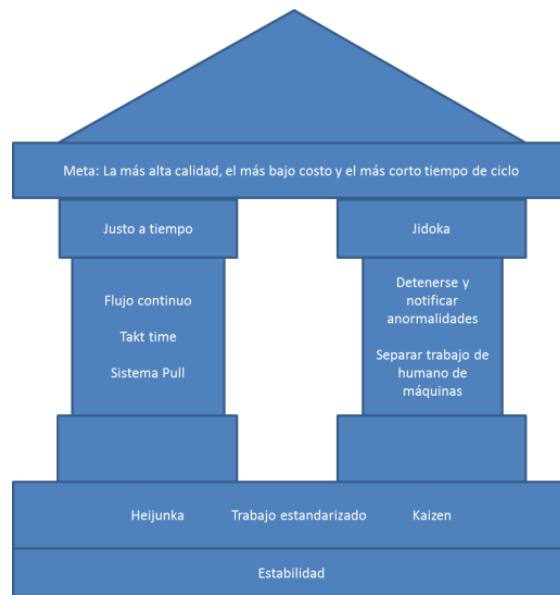 Meta: La más alta calidad, el más bajo costo y el más corto tiempo de ciclo
Justo a tiempo
Flujo continuo
Takt time
Sistema Pull
Jidoka
Detenerse y
notificar
anormalidades
Separar trabajo de
humano de
máquinas
Heijunka Trabajo estandarizado Kaizen
Estabilidad